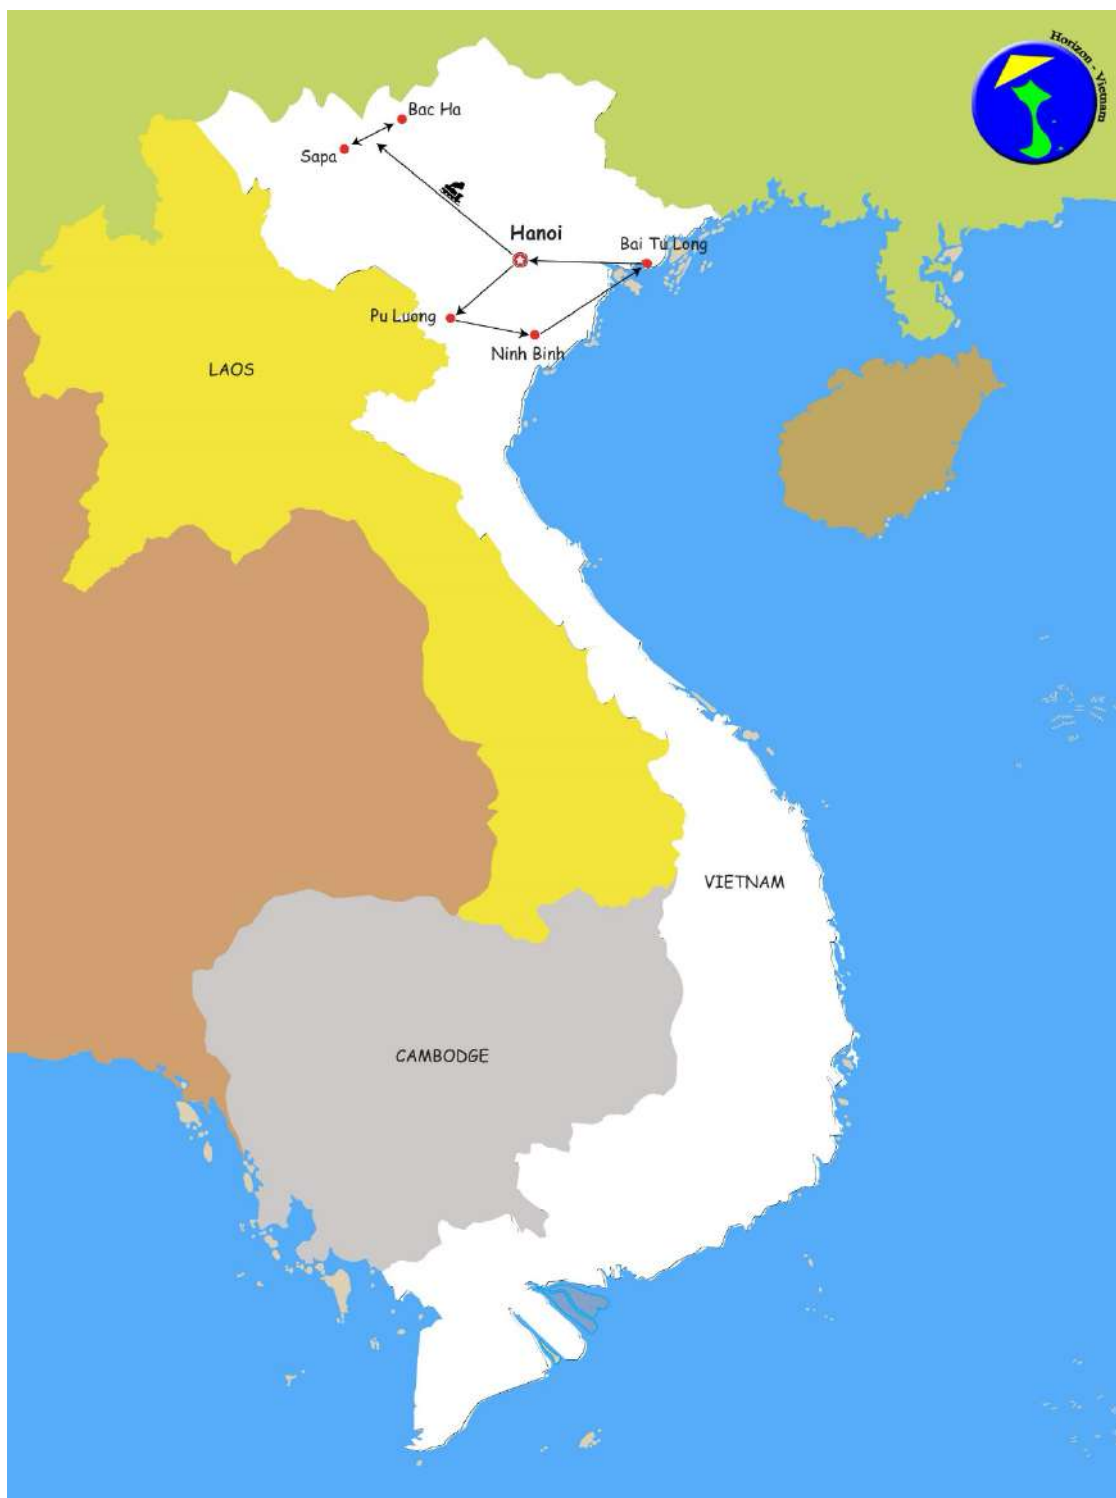 Horizon - Vietnam
Bac Ha
Sapa
Hanoi
Bai Tu Long
Pu Luong
Ninh Binh
LAOS
VIETNAM
CAMBODGE